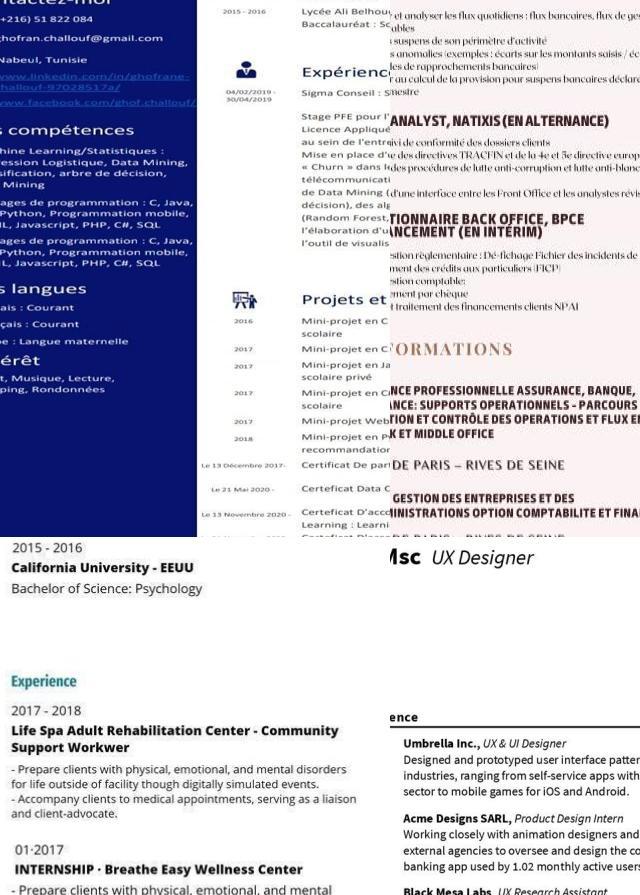 ntactez-moi
+216) 51 822 084
ghofran.challouf@gmail.com
Nabeul, Tunisie
www.linkedin.com/in/ghofrane-
challouf-97028517a/
www.facebook.com/ghof.challouf/
s compétences
hine Learning/Statistiques :
ression Logistique, Data Mining,
sification, arbre de décision,
Mining
ages de programmation : C, Java,
Python, Programmation mobile,
L, Javascript, PHP, C#, SQL
ages de programmation : C, Java,
Python, Programmation mobile,
L, Javascript, PHP, C#, SQL
s langues
ais : Courant
çais : Courant
e : Langue maternelle
érêt
t, Musique, Lecture,
ping, Rondonnées
2015 - 2016
Lycée Ali Belhou
Baccalauréat : Sc
Expérienc
04/02/2019 -
30/04/2019
Sigma Conseil : S
Stage PFE pour l'
Licence Appliqué
au sein de l'entre
Mise en place d'u
« Churn » dans l
télécommunicati
de Data Mining (
décision), des alg
(Random Forest,
l'élaboration d'u
l'outil de visualis
Projets et
2016
Mini-projet en C
scolaire
2017
Mini-projet en C
2017
Mini-projet en Ja
scolaire privé
2017
Mini-projet en C
scolaire
2017
Mini-projet Web
2018
Mini-projet en P
recommandation
Le 13 Décembre 2017-
Certificat De par
Le 21 Mai 2020 -
Certeficat Data C
Le 13 Novembre 2020 -
Certefica D'acco
Learning : Learni
et analyser les flux quotidiens : flux bancaires, flux de ges
ables
suspens de son périmètre d'activité
s anomalies (exemples : écarts sur les montants saisis / éc
les de rapprochements bancaires)
r au calcul de la provision pour suspens bancaires déclaré
mestre
ANALYST, NATIXIS (EN ALTERNANCE)
ivi de conformité des dossiers clients
e des directives TRACFIN et de la 4e et 5e directive europ
des procédures de lutte anti-corruption et lutte anti-blanc
d'une interface entre les Front Office et les analystes révis
TIONNAIRE BACK OFFICE, BPCE
NCEMENT (EN INTÉRIM)
estion règlementaire : Dé-fichage Fichier des incidents de
ment des crédits aux particuliers (FICP)
stion comptable:
ement par chèque
t traitement des financements clients NPAI
ORMATIONS
NCE PROFESSIONNELLE ASSURANCE, BANQUE,
ANCE: SUPPORTS OPERATIONNELS - PARCOURS
TION ET CONTRÔLE DES OPERATIONS ET FLUX EN
K ET MIDDLE OFFICE
DE PARIS – RIVES DE SEINE
GESTION DES ENTREPRISES ET DES
INISTRATIONS OPTION COMPTABILITE ET FINA
2015 - 2016
California University - EEUU
Bachelor of Science: Psychology
Experience
2017 - 2018
Life Spa Adult Rehabilitation Center - Community
Support Workwer
- Prepare clients with physical, emotional, and mental disorders
for life outside of facility though digitally simulated events.
- Accompany clients to medical appointments, serving as a liaison
and client-advocate.
01·2017
INTERNSHIP · Breathe Easy Wellness Center
- Prepare clients with physical, emotional, and mental
Msc UX Designer
ence
Umbrella Inc., UX & UI Designer
Designed and prototyped user interface patter
industries, ranging from self-service apps with
sector to mobile games for iOS and Android.
Acme Designs SARL, Product Design Intern
Working closely with animation designers and
external agencies to oversee and design the co
banking app used by 1.02 monthly active users
Black Mesa Labs, UX Research Assistant